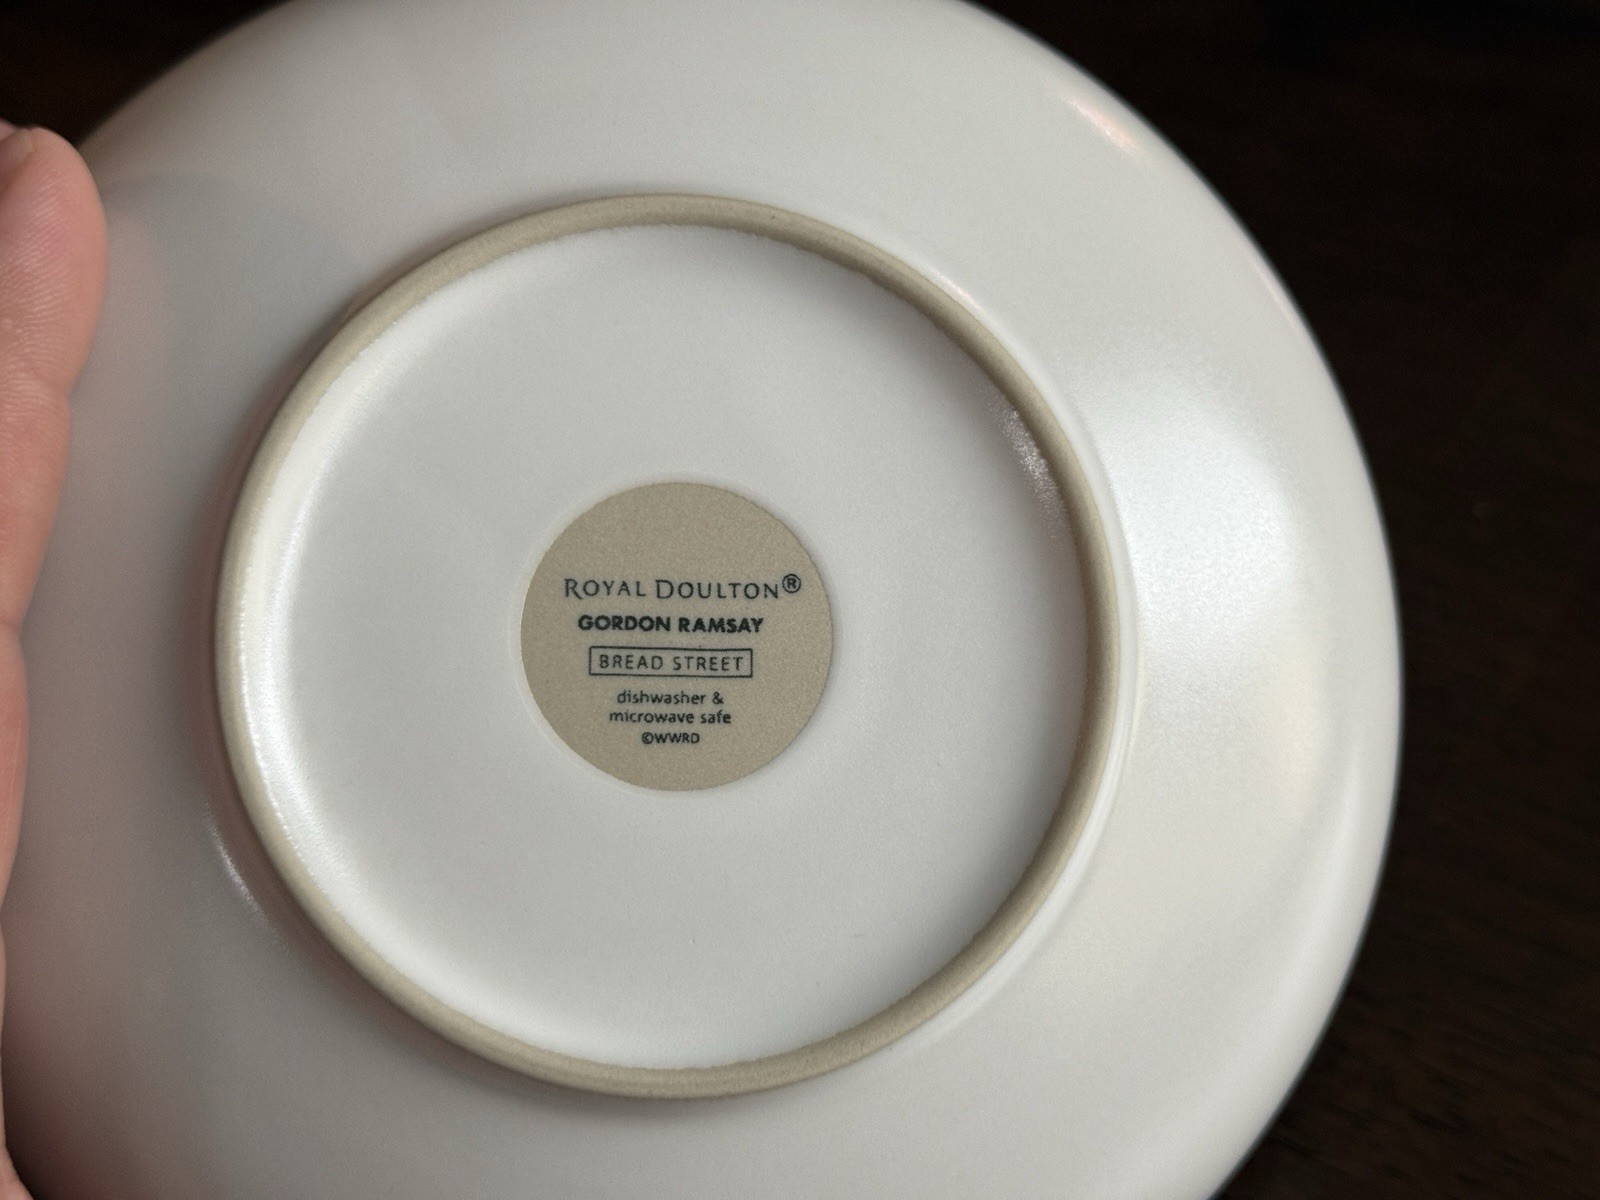 ROYAL DOULTON®
GORDON RAMSAY
BREAD STREET
dishwasher &
microwave safe
©WWRD